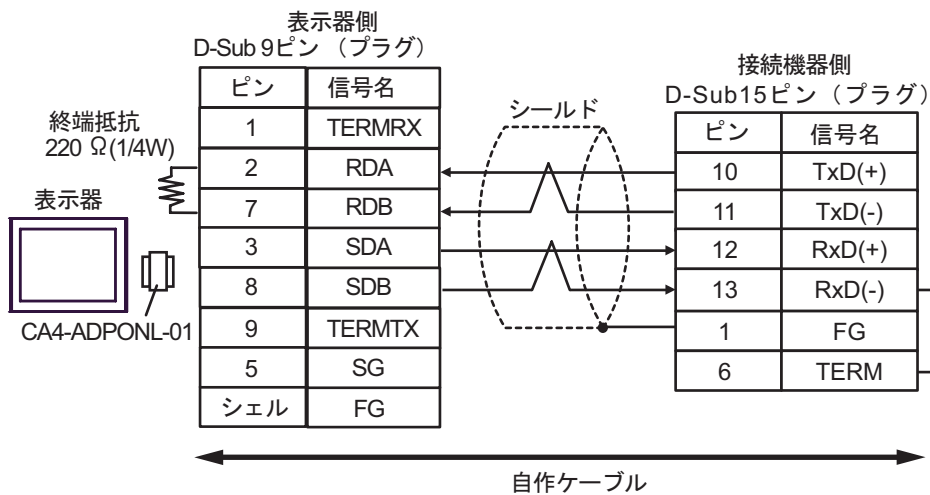 表示器側
D-Sub 9ピン（プラグ）
ピン 信号名
1 TERMRX
2 RDA
7 RDB
3 SDA
8 SDB
9 TERMTX
5 SG
シェル FG
終端抵抗
220 Ω(1/4W)
表示器
CA4-ADPONL-01
シールド
接続機器側
D-Sub15ピン（プラグ）
ピン 信号名
10 TxD(+)
11 TxD(-)
12 RxD(+)
13 RxD(-)
1 FG
6 TERM
自作ケーブル